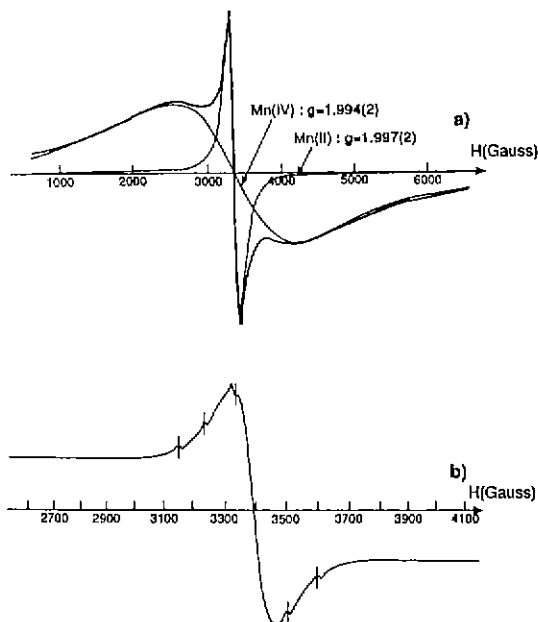 Mn(IV) : g=1.994(2)
a)
Mn(II) : g=1.997(2)
H(Gauss)
1000 2000 3000 4000 5000 6000
b)
H(Gauss)
2700 2900 3100 3300 3500 3700 3900 4100